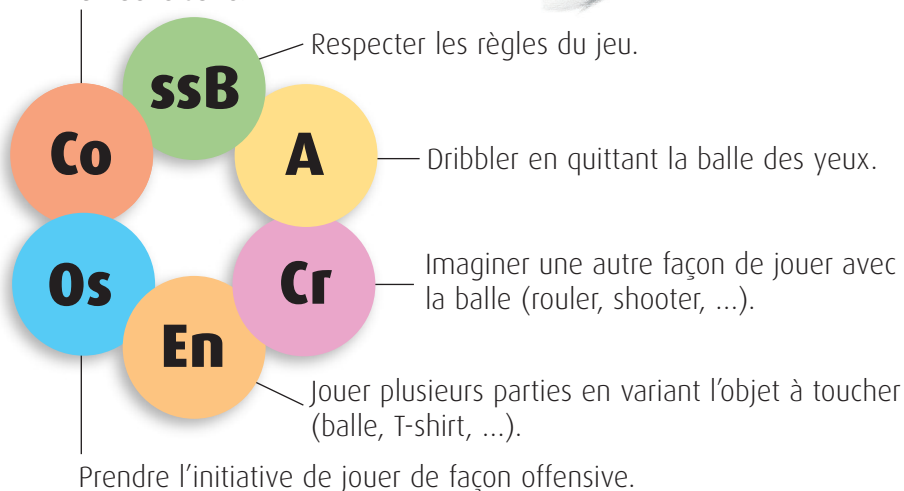 Respecter les règles du jeu.
ssB
Co
A
Dribbler en quittant la balle des yeux.
Os
Cr
Imaginer une autre façon de jouer avec
la balle (rouler, shooter, ...).
En
Jouer plusieurs parties en variant l’objet à toucher
(balle, T-shirt, ...).
Prendre l’initiative de jouer de façon offensive.